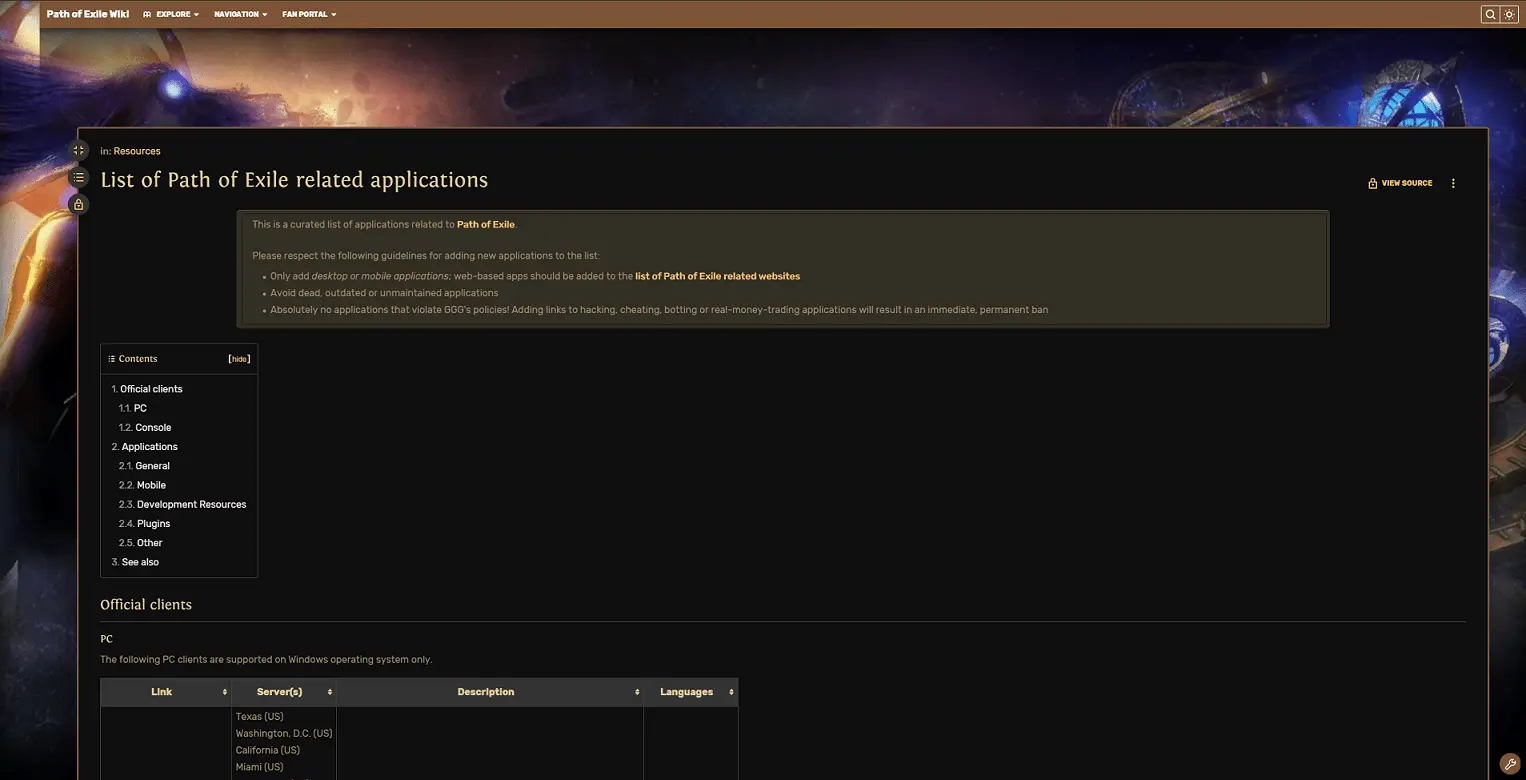 Path of Exile Wiki EXPLORE NAVIGATION FAN PORTAL
in: Resources
List of Path of Exile related applications
VIEW SOURCE
This is a curated list of applications related to Path of Exile.
Please respect the following guidelines for adding new applications to the list:
Only add desktop or mobile applications; web-based apps should be added to the list of Path of Exile related websites
Avoid dead, outdated or unmaintained applications
Absolutely no applications that violate GGG's policies! Adding links to hacking, cheating, botting or real-money-trading applications will result in an immediate, permanent ban
Contents [hide]
1. Official clients
1.1. PC
1.2. Console
2. Applications
2.1. General
2.2. Mobile
2.3. Development Resources
2.4. Plugins
2.5. Other
3. See also
Official clients
PC
The following PC clients are supported on Windows operating system only.
Link Server(s) Description Languages
Texas (US)
Washington, D.C. (US)
California (US)
Miami (US)